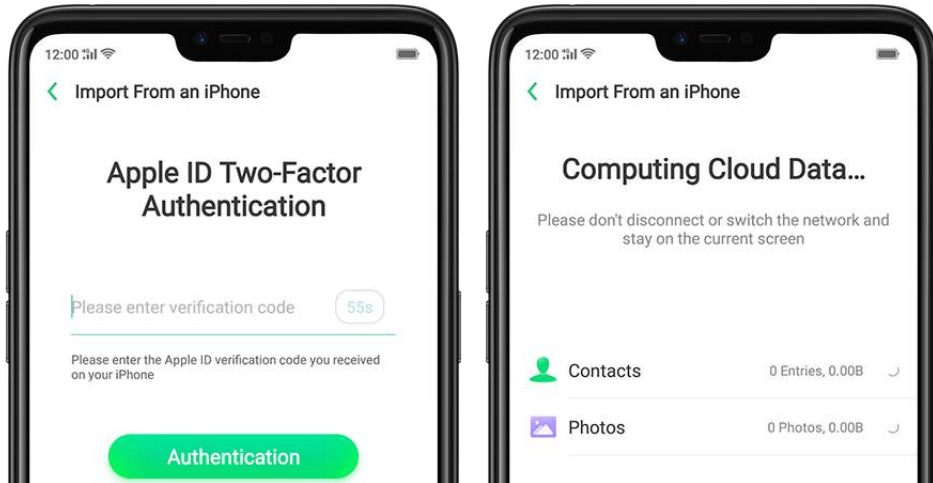 12:00
Import From an iPhone
Apple ID Two-Factor
Authentication
Please enter verification code 55s
Please enter the Apple ID verification code you received
on your iPhone
Authentication
12:00
Import From an iPhone
Computing Cloud Data...
Please don't disconnect or switch the network and
stay on the current screen
Contacts 0 Entries, 0.00B
Photos 0 Photos, 0.00B